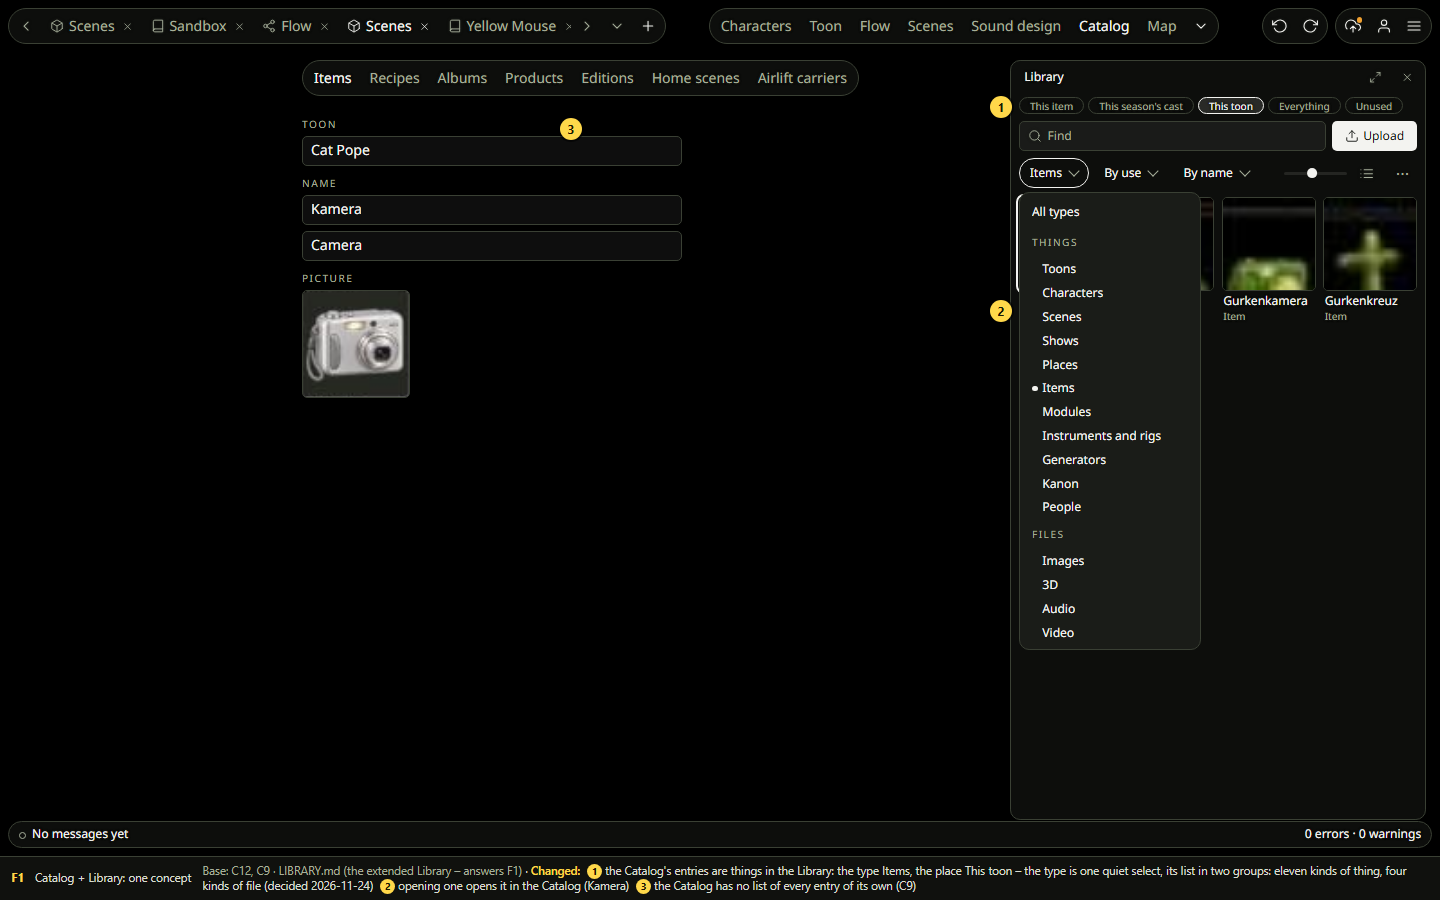 Scenes × Sandbox × Flow × Scenes × Yellow Mouse ×
Characters Toon Flow Scenes Sound design Catalog Map
Items Recipes Albums Products Editions Home scenes Airlift carriers
TOON
3
Cat Pope
NAME
Kamera
Camera
PICTURE
Library
1
This item This season's cast This toon Everything Unused
Find
Upload
Items By use By name
All types
THINGS
Toons
Characters
2
Scenes
Shows
Places
Items
Modules
Instruments and rigs
Generators
Kanon
People
FILES
Images
3D
Audio
Video
Gurkenkamera
Item
Gurkenkreuz
Item
No messages yet
0 errors · 0 warnings
F1 Catalog + Library: one concept
Base: C12, C9 · LIBRARY.md (the extended Library – answers F1) · Changed: 1 the Catalog's entries are things in the Library: the type Items, the place This toon – the type is one quiet select, its list in two groups: eleven kinds of thing, four
kinds of file (decided 2026-11-24) 2 opening one opens it in the Catalog (Kamera) 3 the Catalog has no list of every entry of its own (C9)